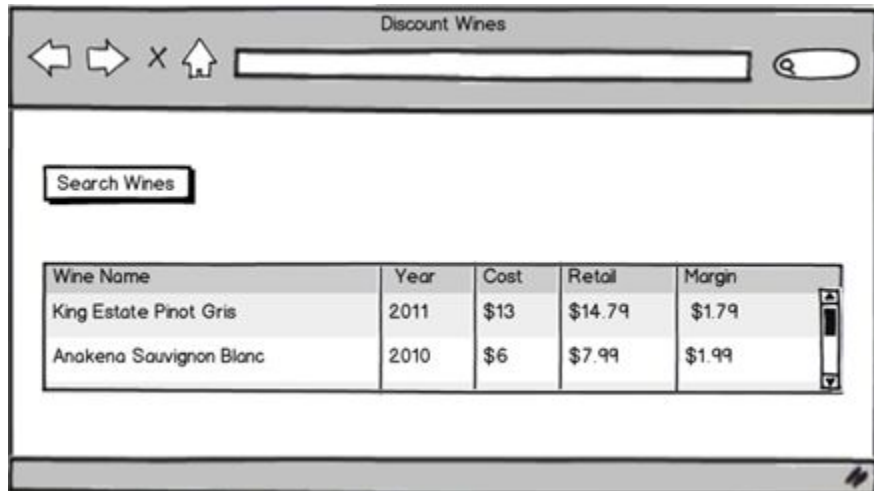 Discount Wines
X
Search Wines
Wine Name Year Cost Retail Margin
King Estate Pinot Gris 2011 $13 $14.79 $1.79
Anakena Sauvignon Blanc 2010 $6 $7.99 $1.99